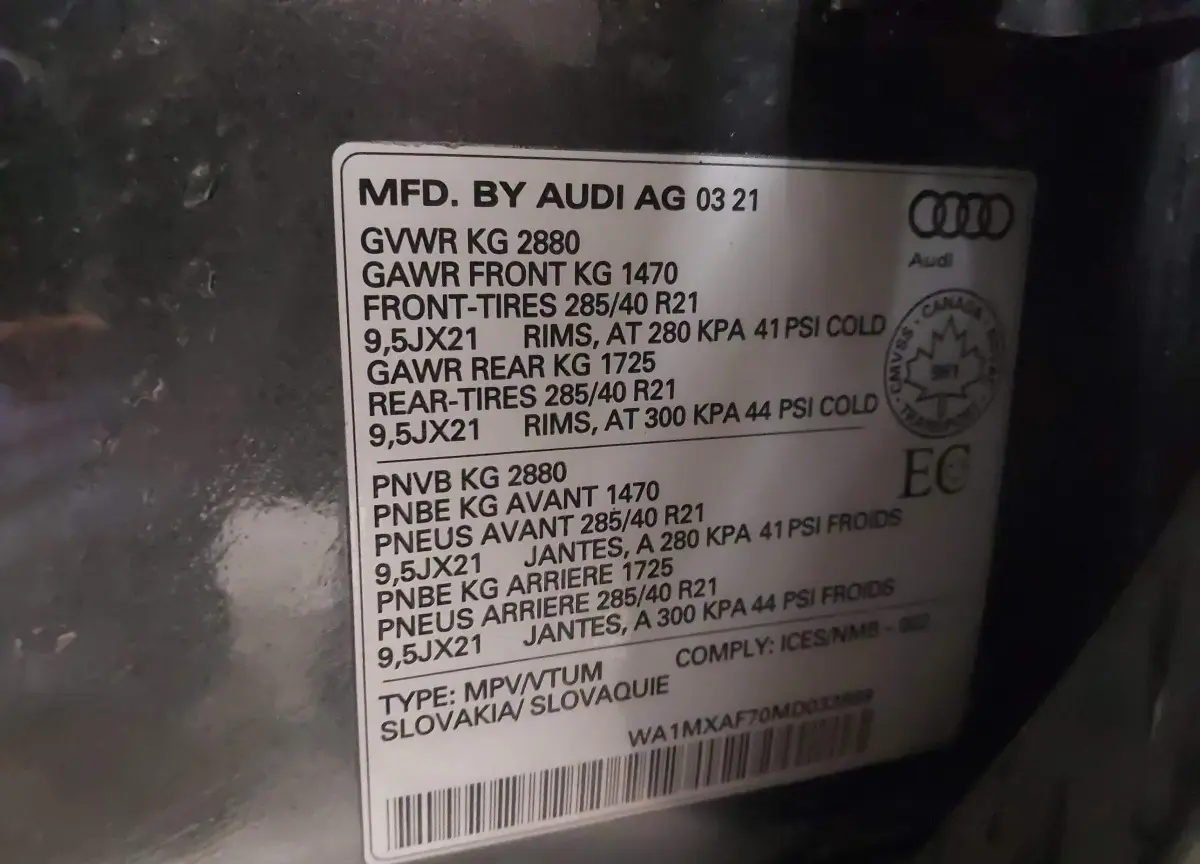 MFD. BY AUDI AG 03 21
GVWR KG 2880
GAWR FRONT KG 1470
FRONT-TIRES 285/40 R21
9,5JX21 RIMS, AT 280 KPA 41 PSI COLD
GAWR REAR KG 1725
REAR-TIRES 285/40 R21
9,5JX21 RIMS, AT 300 KPA 44 PSI COLD
Audi
CANADA
CMVSS
TRANSPORT
EC
PNVB KG 2880
PNBE KG AVANT 1470
PNEUS AVANT 285/40 R21
9,5JX21 JANTES, A 280 KPA 41 PSI FROIDS
PNBE KG ARRIERE 1725
PNEUS ARRIERE 285/40 R21
9,5JX21 JANTES, A 300 KPA 44 PSI FROIDS
TYPE: MPV/VTUM COMPLY: ICES/NMB -
SLOVAKIA/ SLOVAQUIE